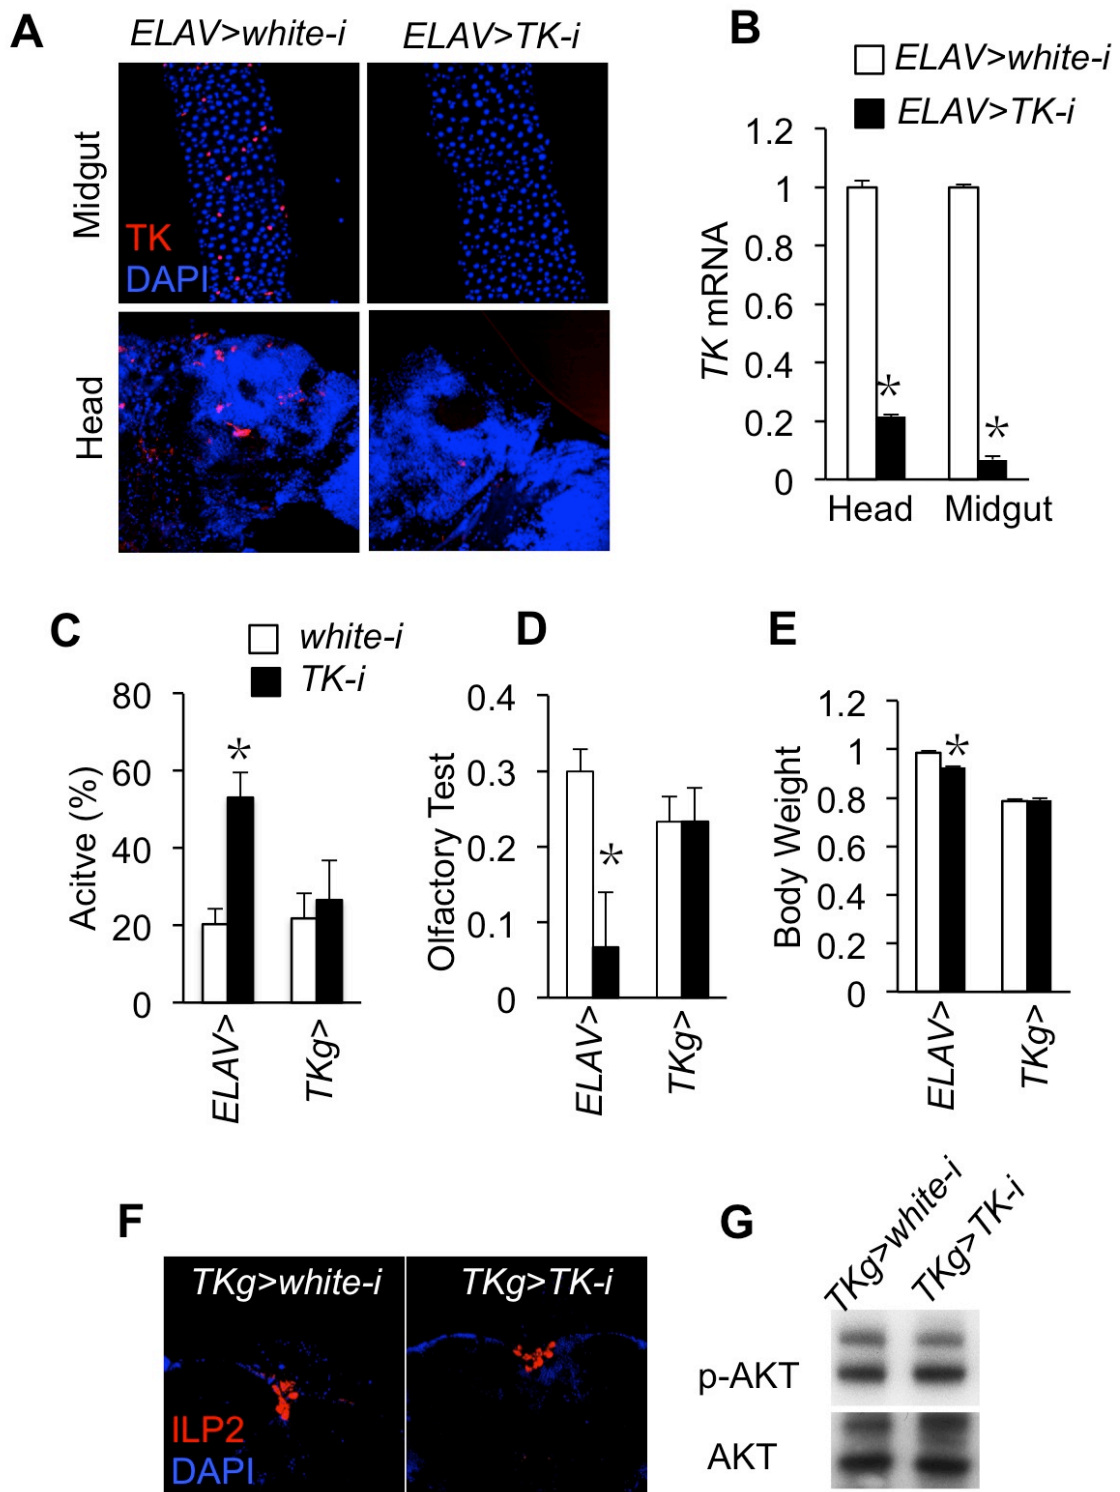 A
ELAV>white-i
ELAV>TK-i
Midgut
TK
DAPI
Head
B
ELAV>white-i
ELAV>TK-i
TK mRNA
1.2
1
0.8
0.6
0.4
0.2
0
*
*
Head
Midgut
C
white-i
TK-i
Acitve (%)
80
60
40
20
0
*
ELAV>
TKg>
D
Olfactory Test
0.4
0.3
0.2
0.1
0
*
ELAV>
TKg>
E
Body Weight
1.2
1
0.8
0.6
0.4
0.2
0
*
ELAV>
TKg>
F
TKg>white-i
TKg>TK-i
ILP2
DAPI
G
TKg>white-i
TKg>TK-i
p-AKT
AKT